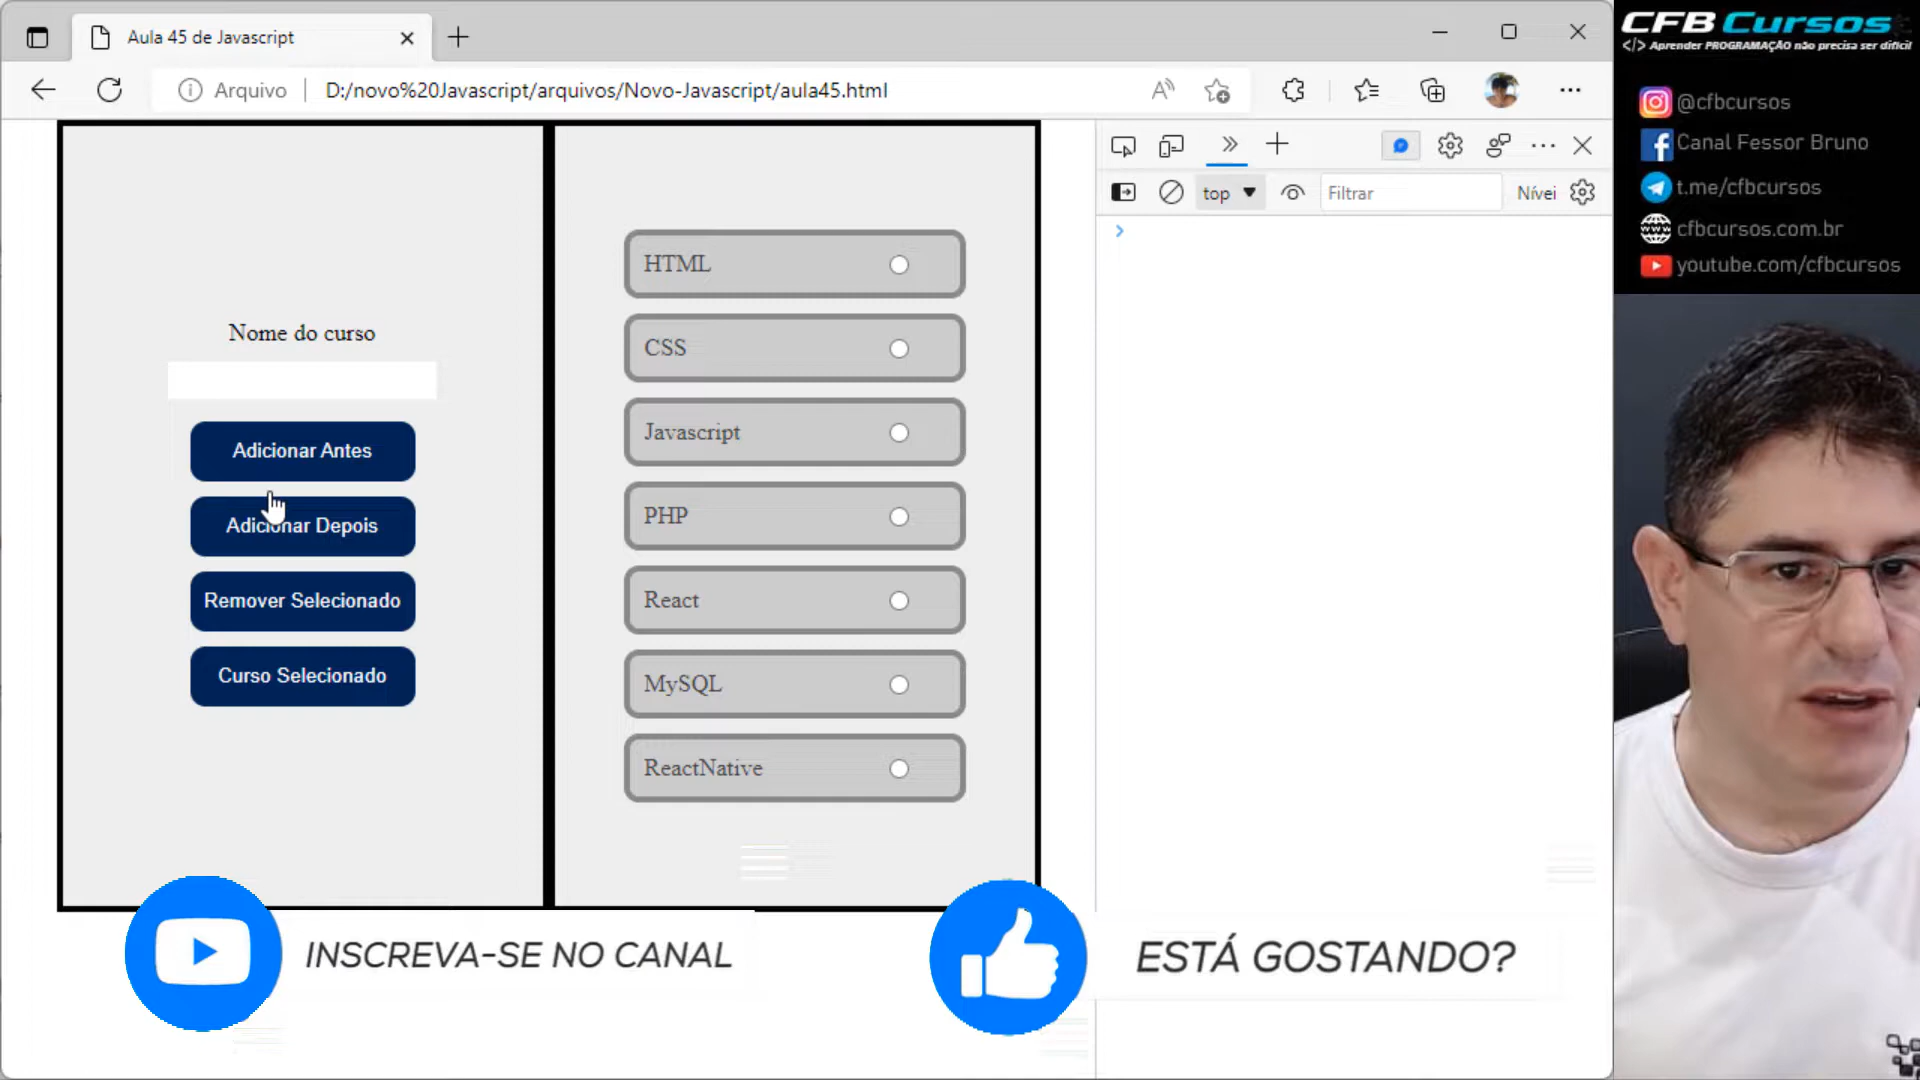 Aula 45 de Javascript
Arquivo
D:/novo%20Javascript/arquivos/Novo-Javascript/aula45.html
Nome do curso
Adicionar Antes
Adicionar Depois
Remover Selecionado
Curso Selecionado
HTML
CSS
Javascript
PHP
React
MySQL
ReactNative
top
Filtrar
Nívei
CFB Cursos
</> Aprender PROGRAMAÇÃO não precisa ser difícil
@cfbcursos
Canal Fessor Bruno
t.me/cfbcursos
cfbcursos.com.br
youtube.com/cfbcursos
INSCREVA-SE NO CANAL
ESTÁ GOSTANDO?